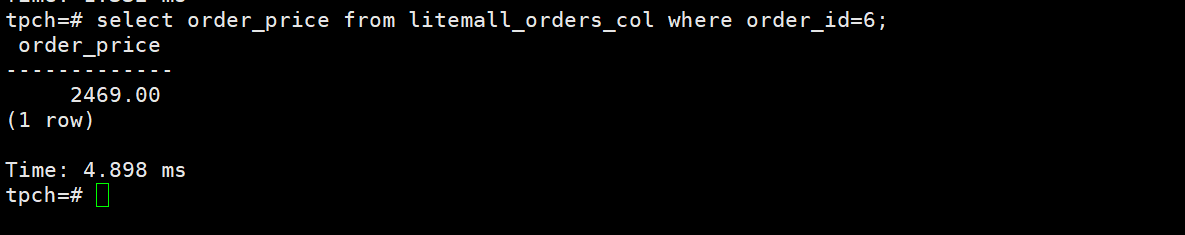 tpch=# select order_price from litemall_orders_col where order_id=6;
 order_price
-------------
     2469.00
(1 row)

Time: 4.898 ms
tpch=#